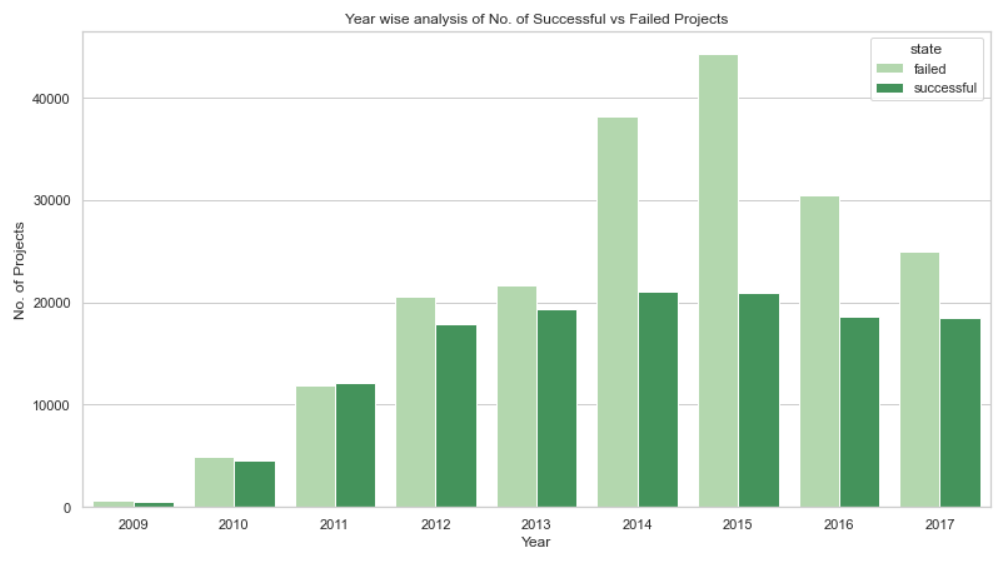 Year wise analysis of No. of Successful vs Failed Projects
state
failed
successful
No. of Projects
40000
30000
20000
10000
0
2009 2010 2011 2012 2013 2014 2015 2016 2017
Year